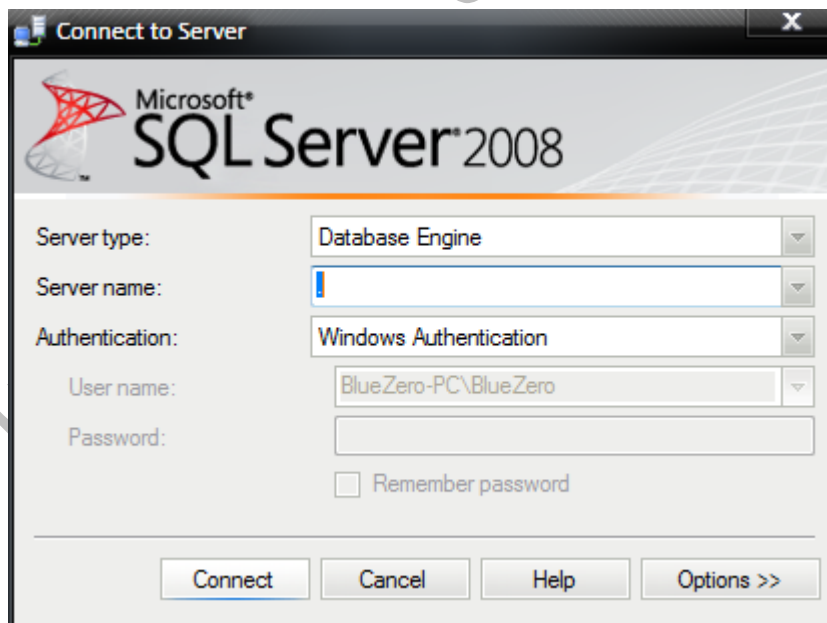 Connect to Server
X
Microsoft®
SQL Server® 2008
™
Server type: Database Engine
Server name: .
Authentication: Windows Authentication
User name: BlueZero-PC\BlueZero
Password:
Remember password
Connect Cancel Help Options >>